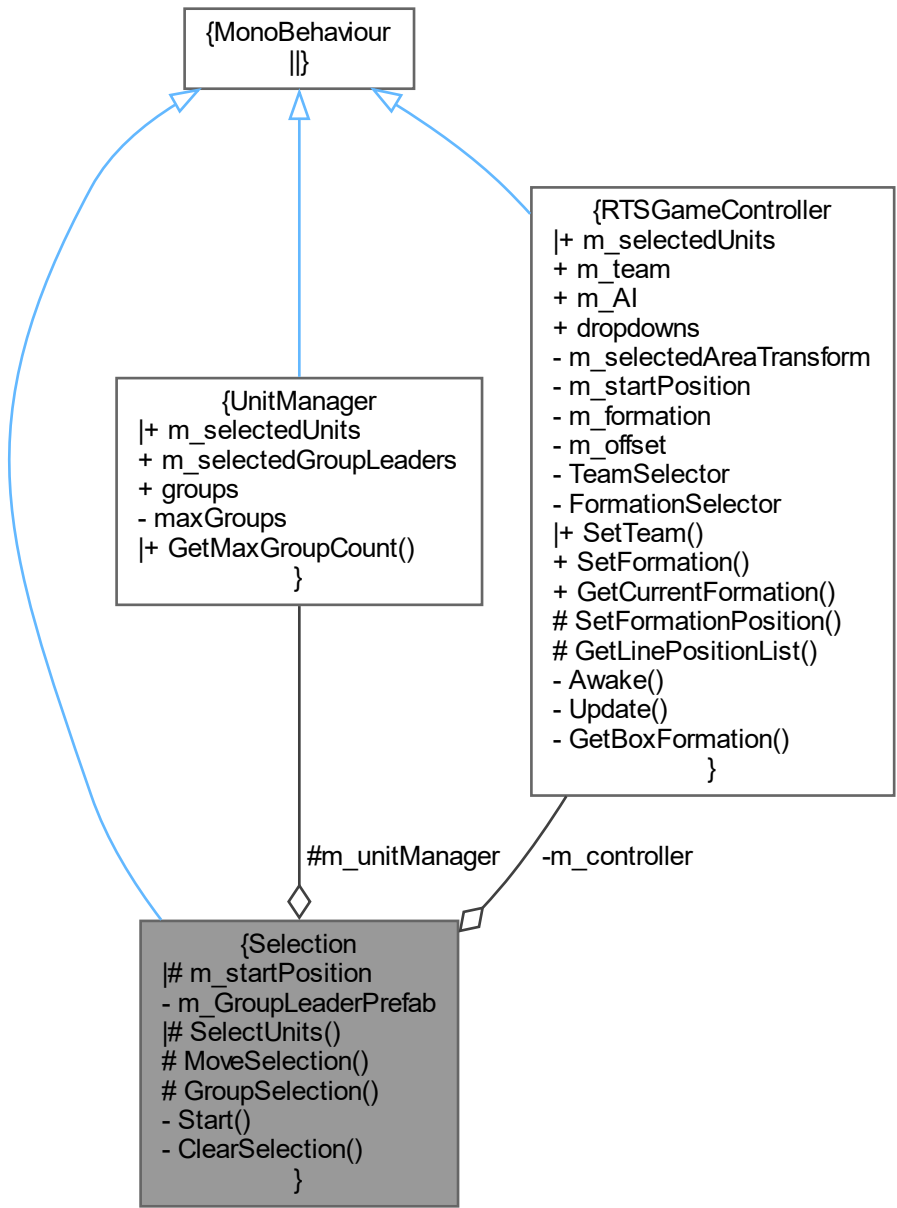 {MonoBehaviour
||}
{RTSGameController
|+ m_selectedUnits
+ m_team
+ m_AI
+ dropdowns
- m_selectedAreaTransform
- m_startPosition
- m_formation
- m_offset
- TeamSelector
- FormationSelector
|+ SetTeam()
+ SetFormation()
+ GetCurrentFormation()
# SetFormationPosition()
# GetLinePositionList()
- Awake()
- Update()
- GetBoxFormation()
}
{UnitManager
|+ m_selectedUnits
+ m_selectedGroupLeaders
+ groups
- maxGroups
|+ GetMaxGroupCount()
}
#m_unitManager
-m_controller
{Selection
|# m_startPosition
- m_GroupLeaderPrefab
|# SelectUnits()
# MoveSelection()
# GroupSelection()
- Start()
- ClearSelection()
}